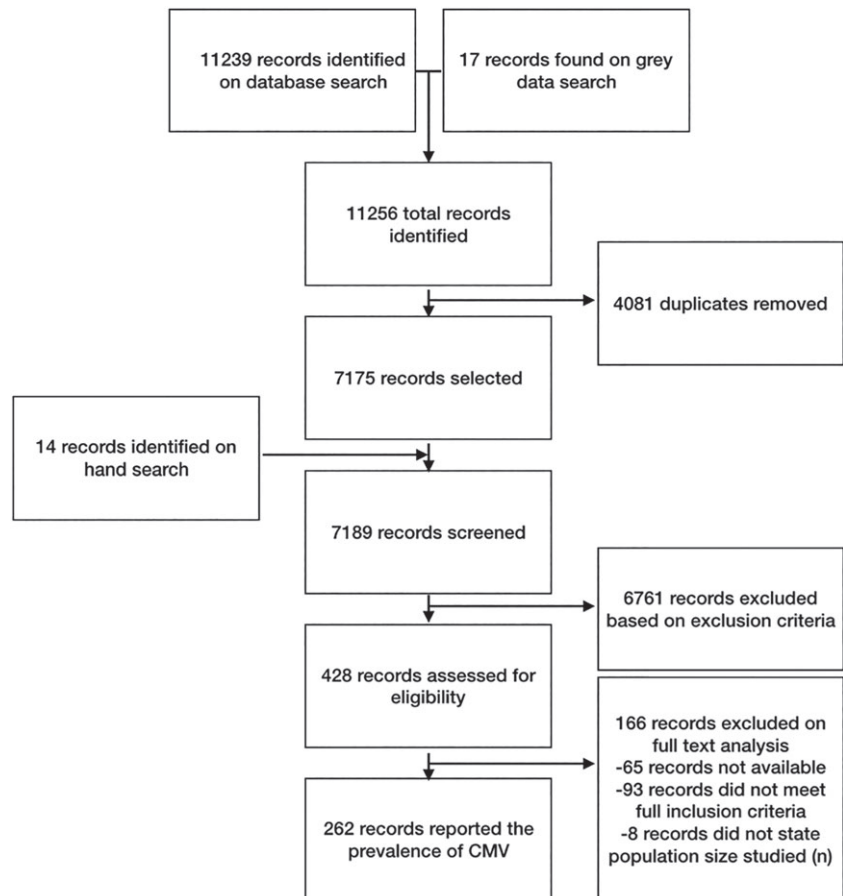 11239 records identified
on database search
17 records found on grey
data search
11256 total records
identified
4081 duplicates removed
7175 records selected
14 records identified on
hand search
7189 records screened
6761 records excluded
based on exclusion criteria
428 records assessed for
eligibility
166 records excluded on
full text analysis
-65 records not available
-93 records did not meet
full inclusion criteria
-8 records did not state
population size studied (n)
262 records reported the
prevalence of CMV